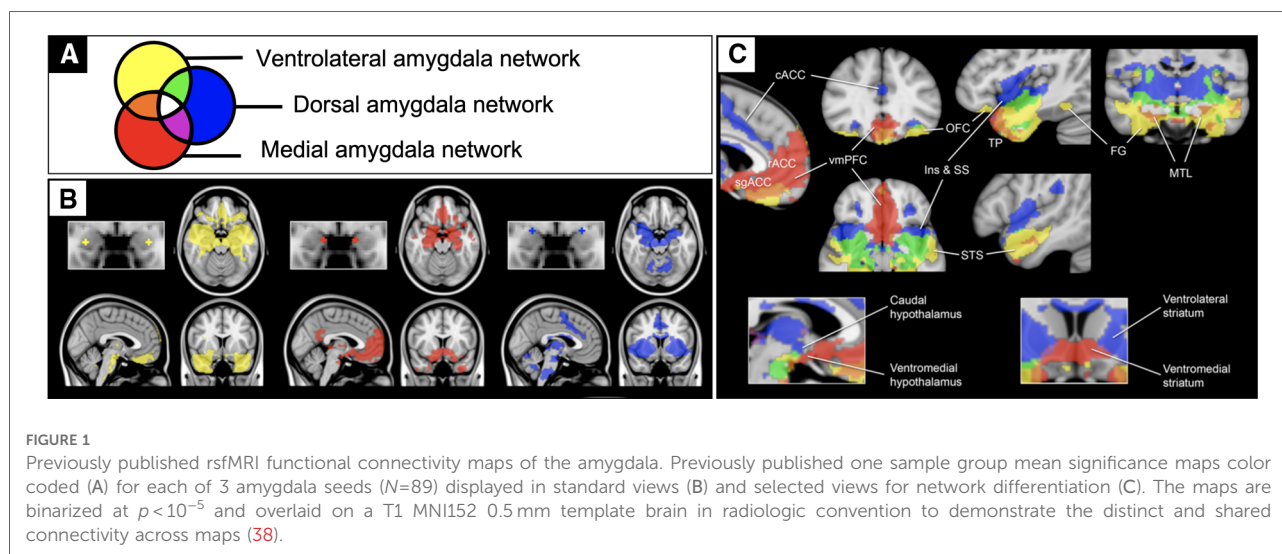 A
Ventrolateral amygdala network
Dorsal amygdala network
Medial amygdala network
B
C
cACC
OFC
TP
FG
MTL
rACC
vmPFC
sgACC
Ins & SS
STS
Caudal
hypothalamus
Ventromedial
hypothalamus
Ventrolateral
striatum
Ventromedial
striatum
FIGURE 1
Previously published rsfMRI functional connectivity maps of the amygdala. Previously published one sample group mean significance maps color
coded (A) for each of 3 amygdala seeds (N=89) displayed in standard views (B) and selected views for network differentiation (C). The maps are
binarized at p < 10⁻⁵ and overlaid on a T1 MNI152 0.5 mm template brain in radiologic convention to demonstrate the distinct and shared
connectivity across maps (38).